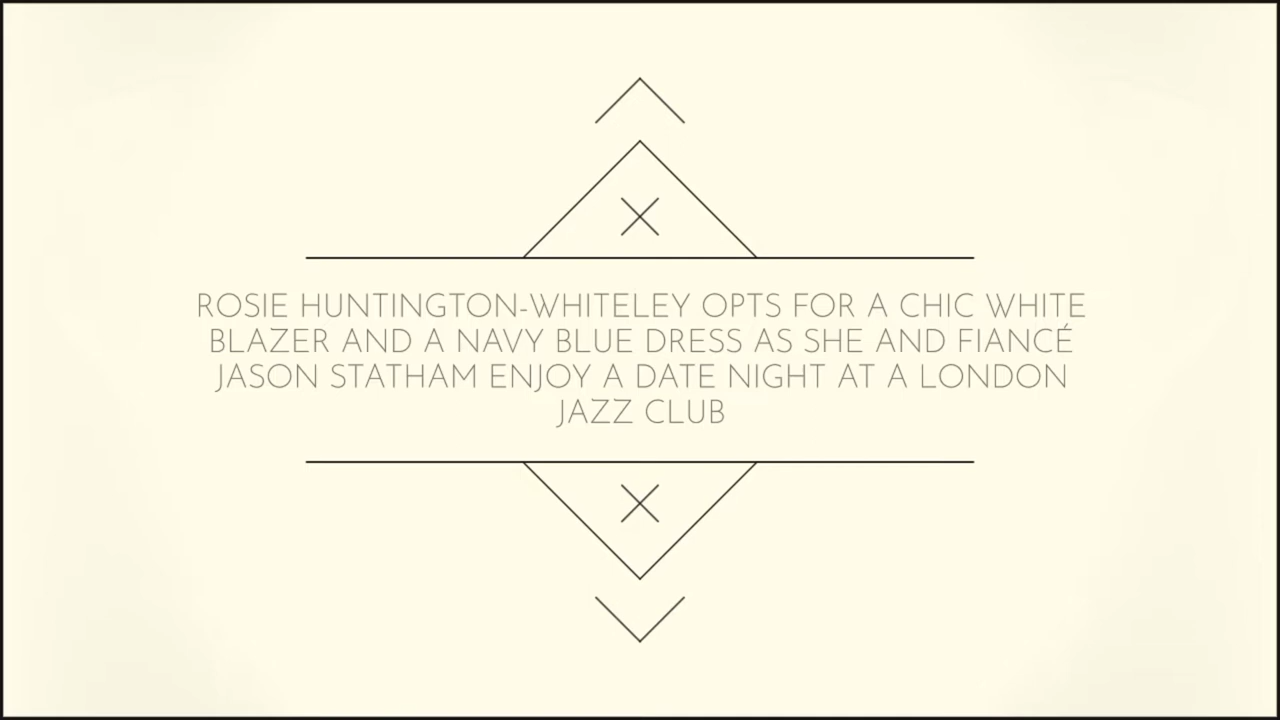 ROSIE HUNTINGTON-WHITELEY OPTS FOR A CHIC WHITE
BLAZER AND A NAVY BLUE DRESS AS SHE AND FIANCÉ
JASON STATHAM ENJOY A DATE NIGHT AT A LONDON
JAZZ CLUB